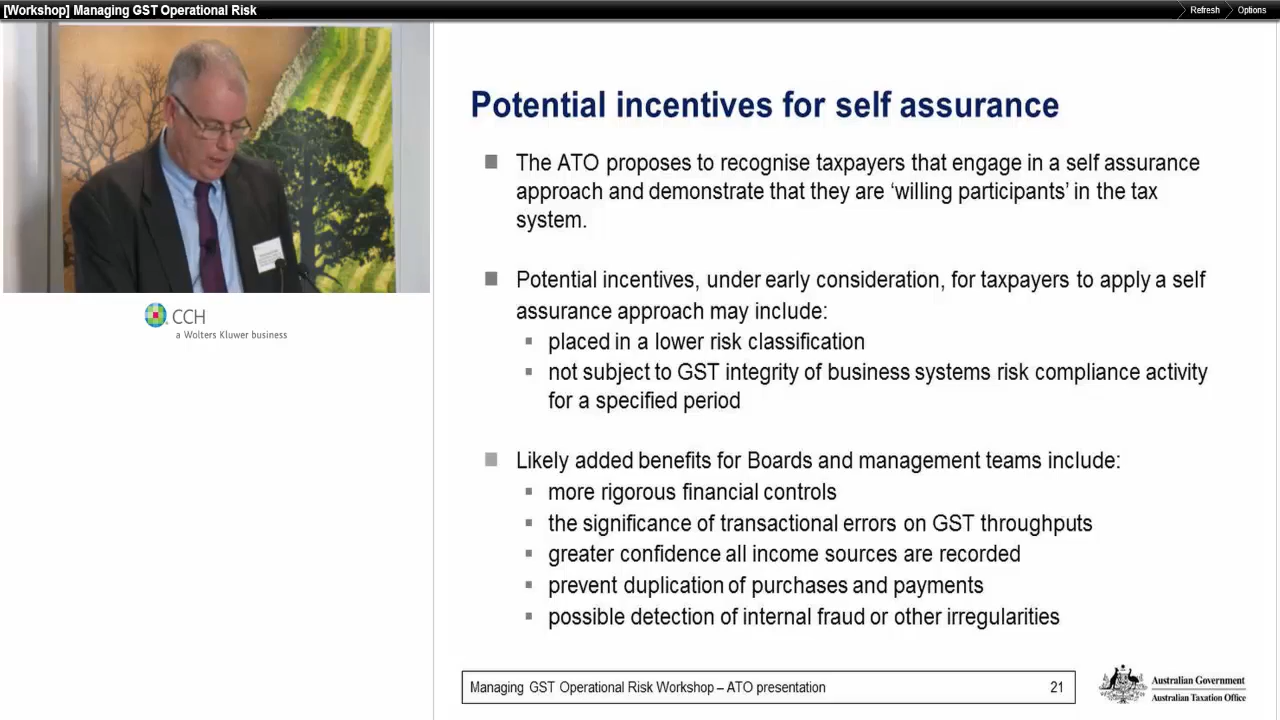 [Workshop] Managing GST Operational Risk
Refresh
Options
CCH
a Wolters Kluwer business
Potential incentives for self assurance
The ATO proposes to recognise taxpayers that engage in a self assurance
approach and demonstrate that they are ‘willing participants’ in the tax
system.
Potential incentives, under early consideration, for taxpayers to apply a self
assurance approach may include:
placed in a lower risk classification
not subject to GST integrity of business systems risk compliance activity
for a specified period
Likely added benefits for Boards and management teams include:
more rigorous financial controls
the significance of transactional errors on GST throughputs
greater confidence all income sources are recorded
prevent duplication of purchases and payments
possible detection of internal fraud or other irregularities
Managing GST Operational Risk Workshop – ATO presentation
21
Australian Government
Australian Taxation Office